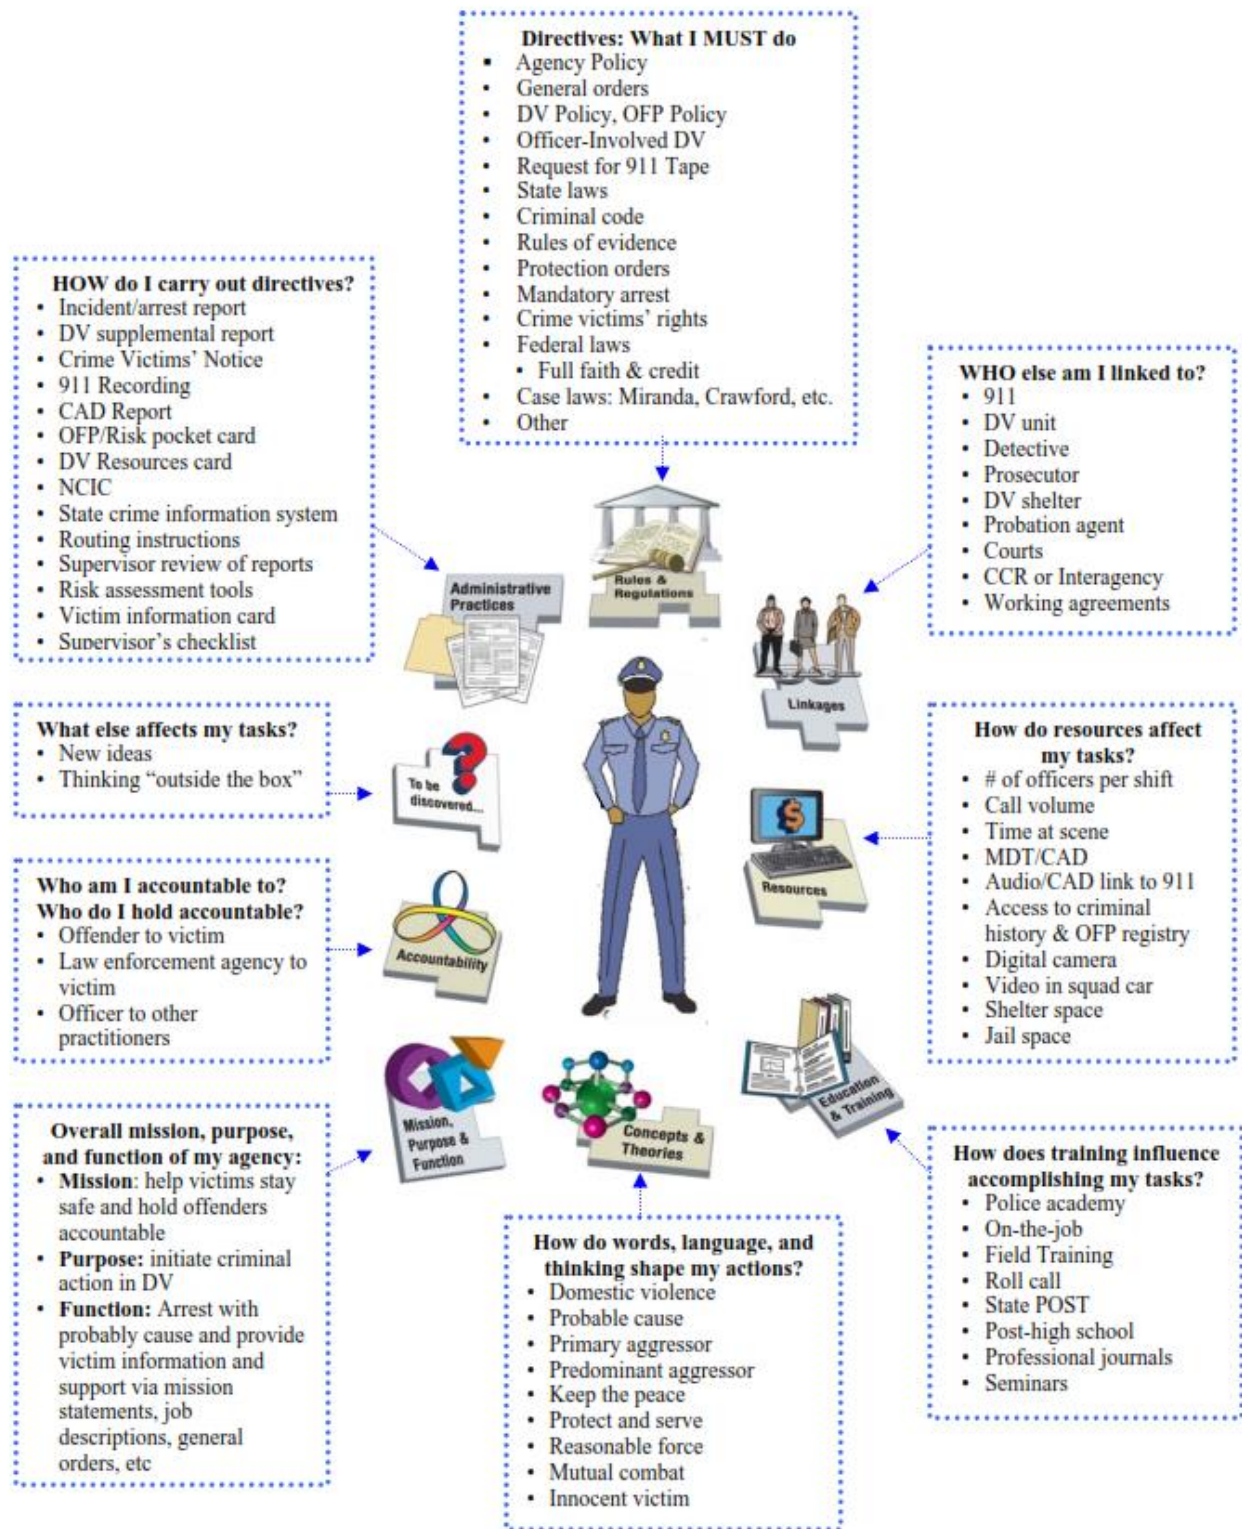 Directives: What I MUST do
▪ Agency Policy
• General orders
• DV Policy, OFP Policy
• Officer-Involved DV
• Request for 911 Tape
• State laws
• Criminal code
• Rules of evidence
• Protection orders
• Mandatory arrest
• Crime victims' rights
• Federal laws
• Full faith & credit
• Case laws: Miranda, Crawford, etc.
• Other
HOW do I carry out directives?
• Incident/arrest report
• DV supplemental report
• Crime Victims' Notice
• 911 Recording
• CAD Report
• OFP/Risk pocket card
• DV Resources card
• NCIC
• State crime information system
• Routing instructions
• Supervisor review of reports
• Risk assessment tools
• Victim information card
• Supervisor's checklist
WHO else am I linked to?
• 911
• DV unit
• Detective
• Prosecutor
• DV shelter
• Probation agent
• Courts
• CCR or Interagency
• Working agreements
Administrative
Practices
Rules &
Regulations
Linkages
What else affects my tasks?
• New ideas
• Thinking "outside the box"
To be
discovered...
How do resources affect
my tasks?
• # of officers per shift
• Call volume
• Time at scene
• MDT/CAD
• Audio/CAD link to 911
• Access to criminal
history & OFP registry
• Digital camera
• Video in squad car
• Shelter space
• Jail space
Resources
Who am I accountable to?
Who do I hold accountable?
• Offender to victim
• Law enforcement agency to
victim
• Officer to other
practitioners
Accountability
Mission,
Purpose &
Function
Concepts &
Theories
Education
& Training
Overall mission, purpose,
and function of my agency:
• Mission: help victims stay
safe and hold offenders
accountable
• Purpose: initiate criminal
action in DV
• Function: Arrest with
probably cause and provide
victim information and
support via mission
statements, job
descriptions, general
orders, etc
How do words, language, and
thinking shape my actions?
• Domestic violence
• Probable cause
• Primary aggressor
• Predominant aggressor
• Keep the peace
• Protect and serve
• Reasonable force
• Mutual combat
• Innocent victim
How does training influence
accomplishing my tasks?
• Police academy
• On-the-job
• Field Training
• Roll call
• State POST
• Post-high school
• Professional journals
• Seminars